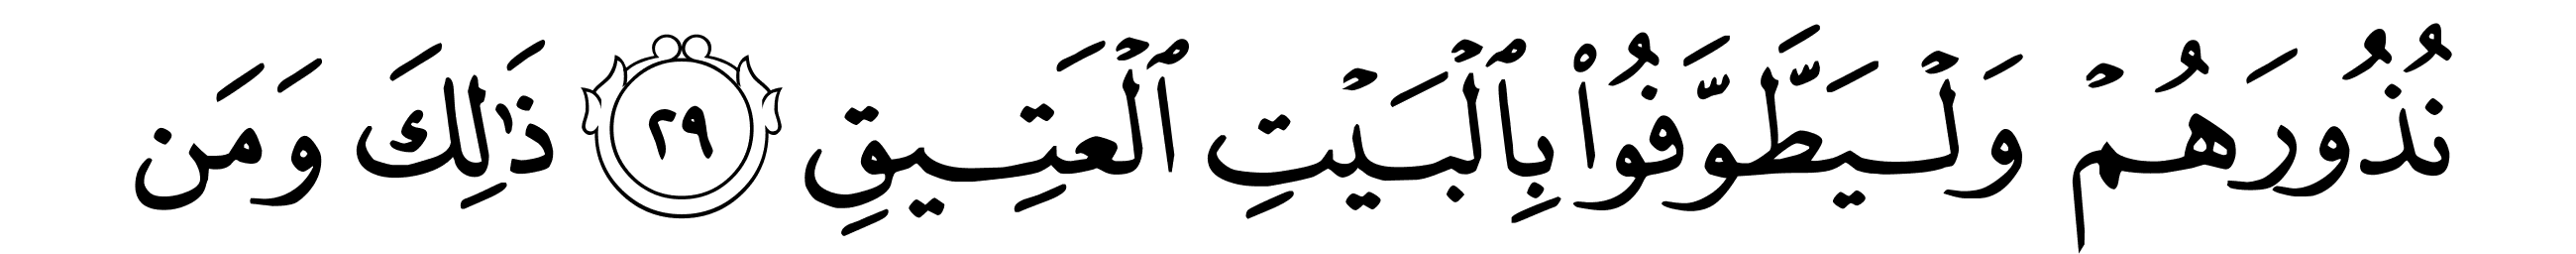 نُذُورَهُمۡ وَلۡيَطَّوَّفُواْ بِٱلۡبَيۡتِ ٱلۡعَتِيقِ ٢٩ ذَٰلِكَۖ وَمَن